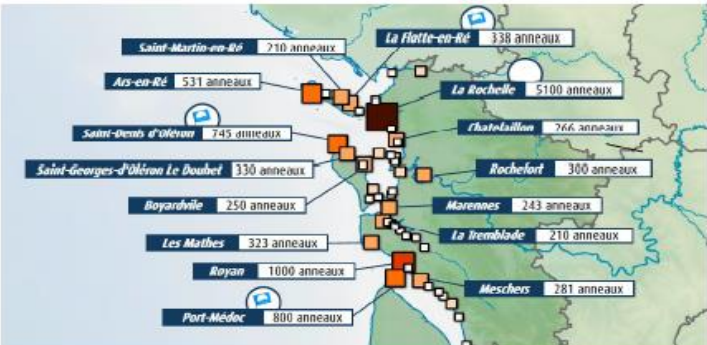 La Flotte-en-Ré 338 anneaux
Saint-Martin-en-Ré 210 anneaux
Ars-en-Ré 531 anneaux
La Rochelle 5100 anneaux
Saint-Denis d'Oléron 745 anneaux
Chatelaillon 266 anneaux
Saint-Georges-d'Oléron Le Douhet 330 anneaux
Rochefort 300 anneaux
Boyardvile 250 anneaux
Marennes 243 anneaux
Les Mathes 323 anneaux
La Tremblade 210 anneaux
Royan 1000 anneaux
Meschers 281 anneaux
Port-Médoc 800 anneaux